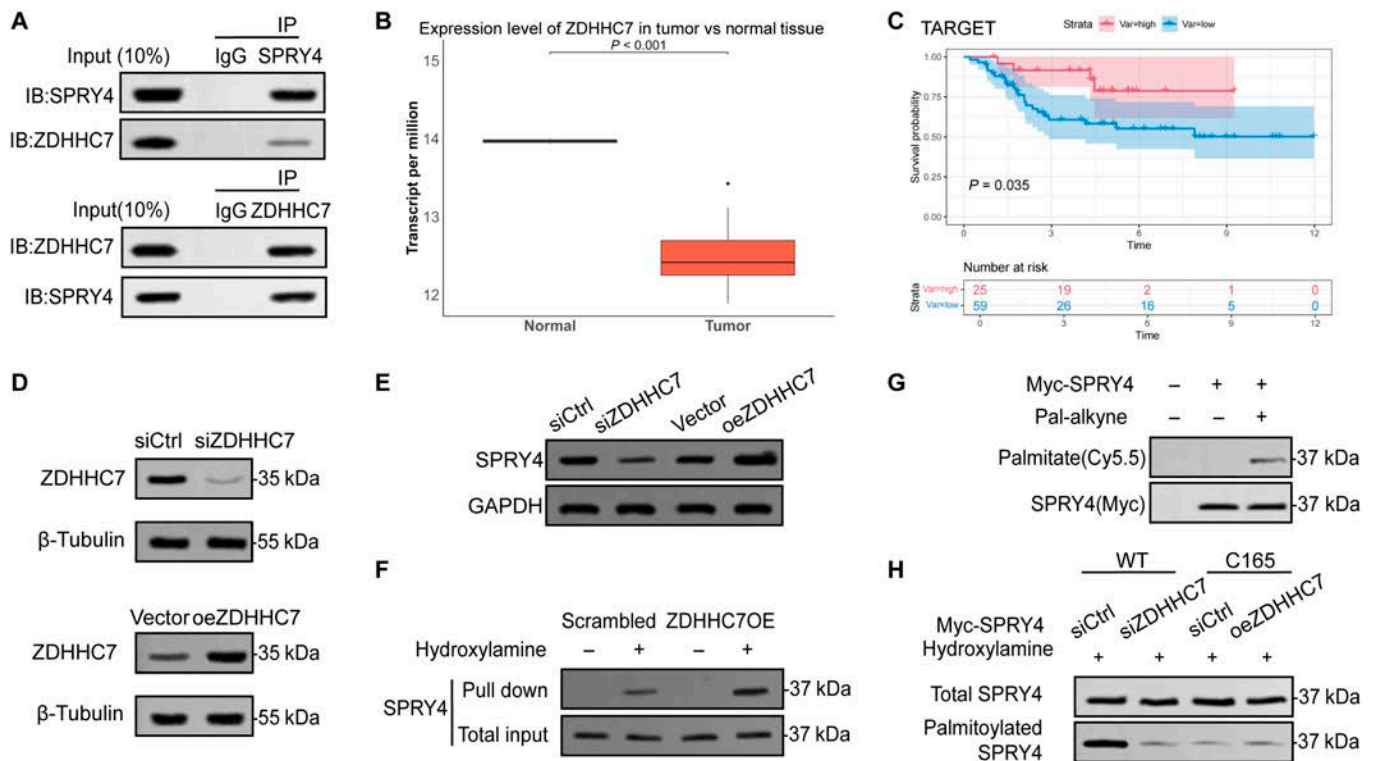 A
IP
Input (10%) IgG SPRY4
IB:SPRY4
IB:ZDHHC7
IP
Input(10%) IgG ZDHHC7
IB:ZDHHC7
IB:SPRY4
B
Expression level of ZDHHC7 in tumor vs normal tissue
P < 0.001
Transcript per million
15
14
13
12
Normal Tumor
C
TARGET
Strata Var=high Var=low
Survival probability
1.00
0.75
0.50
0.25
0.00
P = 0.035
0 3 6 9 12
Time
Number at risk
Strata
Var=high 25 19 2 1 0
Var=low 59 26 16 5 0
0 3 6 9 12
Time
D
siCtrl siZDHHC7
ZDHHC7 35 kDa
β-Tubulin 55 kDa
Vector oeZDHHC7
ZDHHC7 35 kDa
β-Tubulin 55 kDa
E
siCtrl siZDHHC7 Vector oeZDHHC7
SPRY4
GAPDH
F
Scrambled ZDHHC7OE
Hydroxylamine – + – +
SPRY4
Pull down 37 kDa
Total input 37 kDa
G
Myc-SPRY4 – + +
Pal-alkyne – – +
Palmitate(Cy5.5) 37 kDa
SPRY4(Myc) 37 kDa
H
WT C165
siCtrl siZDHHC7 siCtrl oeZDHHC7
Myc-SPRY4
Hydroxylamine + + + +
Total SPRY4 37 kDa
Palmitoylated
SPRY4 37 kDa